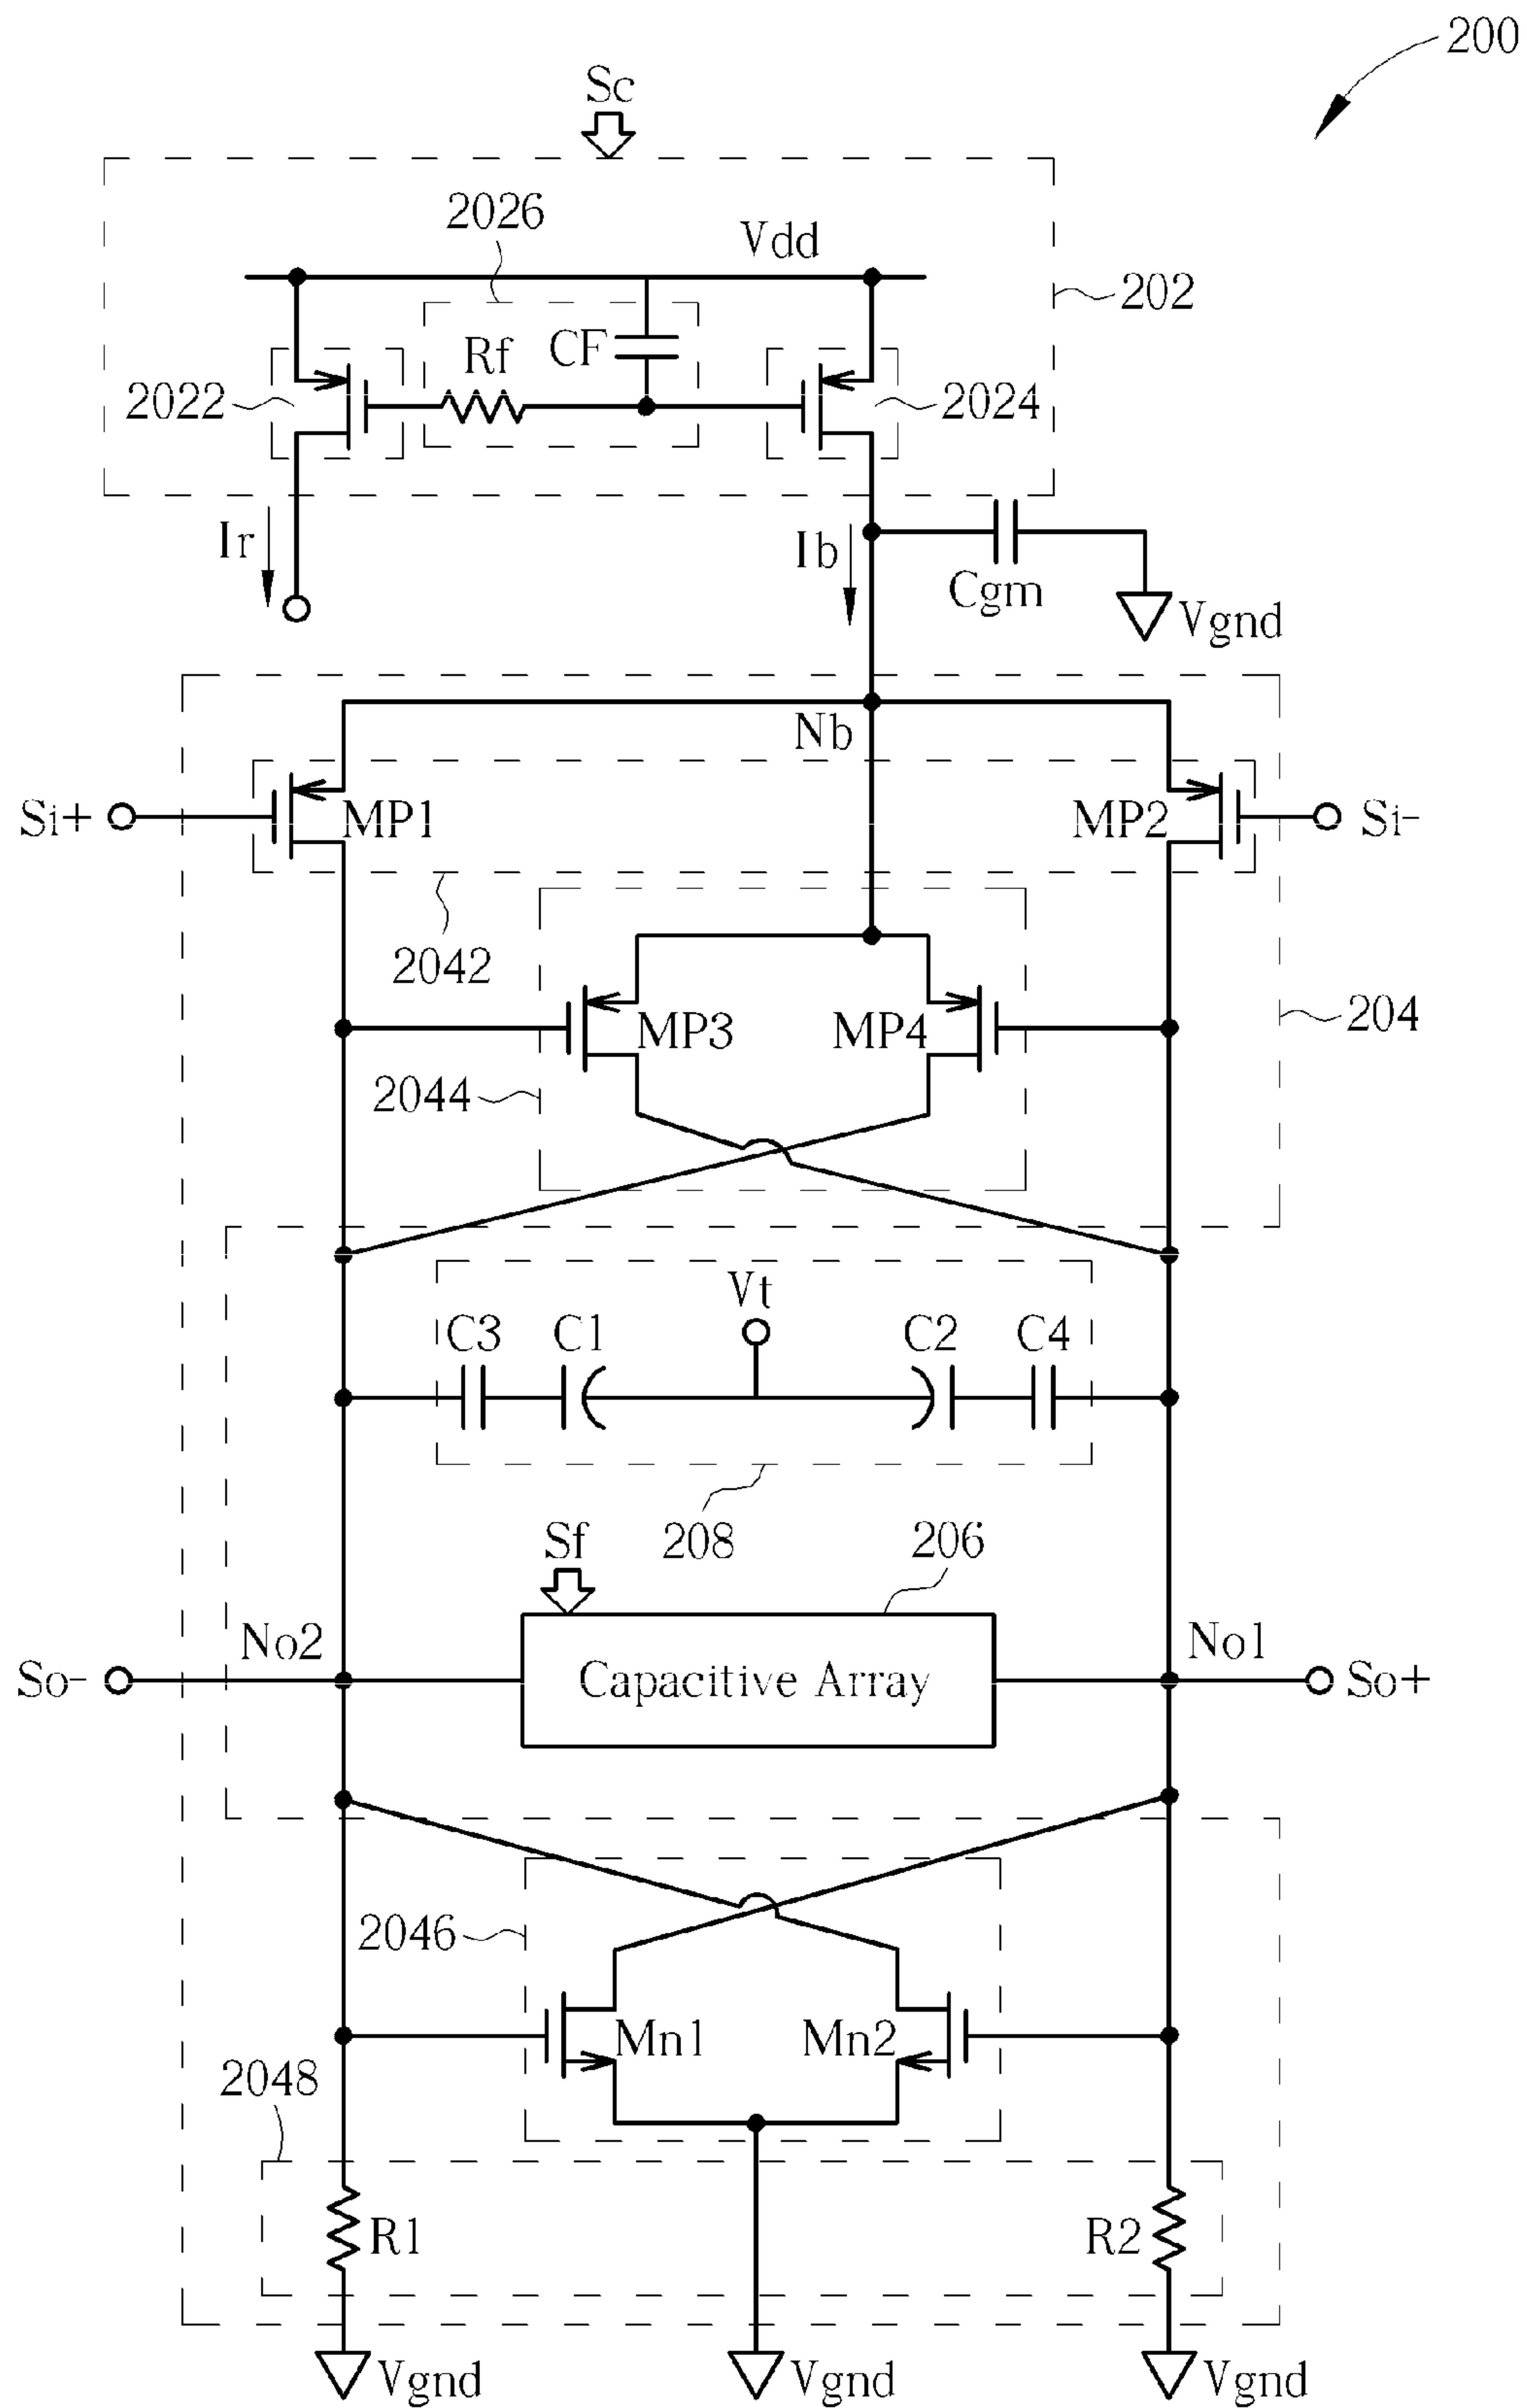 200
Sc
2026
Vdd
202
Rf
CF
2022
2024
Ir
Ib
Cgm
Vgnd
Nb
Si+
MP1
MP2
Si-
2042
204
MP3
MP4
2044
Vt
C3
C1
C2
C4
Sf
208
206
No2
No1
So-
Capacitive Array
So+
2046
Mn1
Mn2
2048
R1
R2
Vgnd
Vgnd
Vgnd